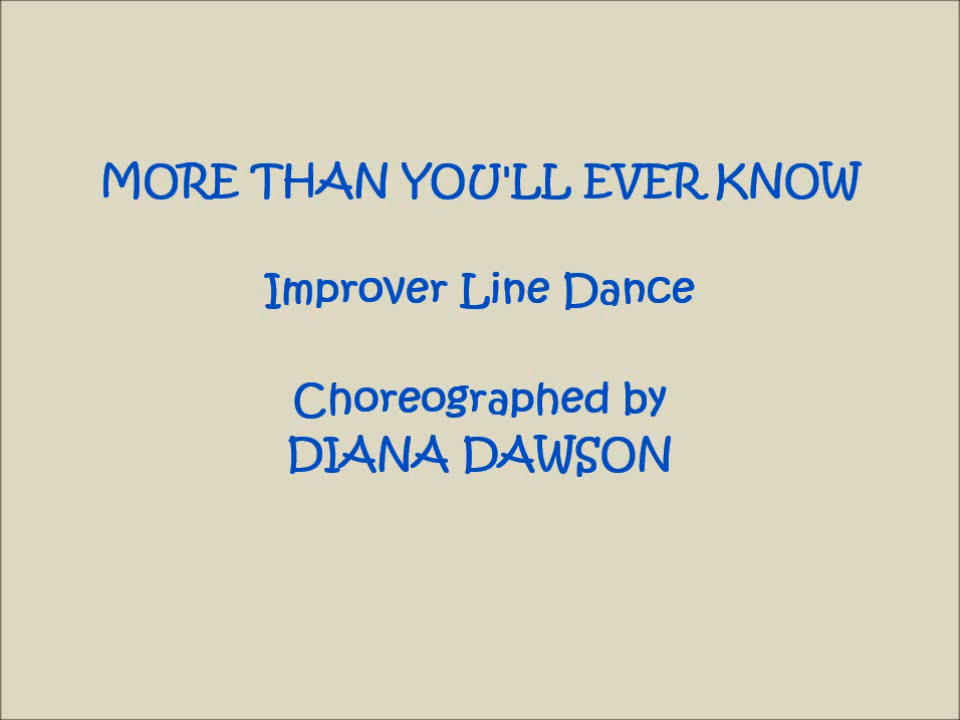 MORE THAN YOU'LL EVER KNOW
Improver Line Dance
Choreographed by
DIANA DAWSON